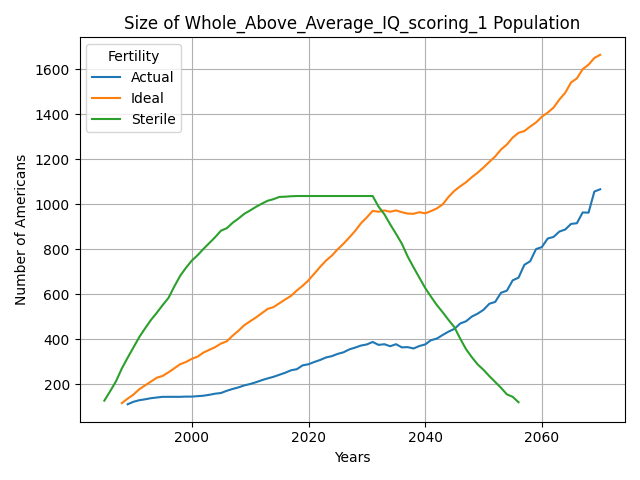 Size of Whole_Above_Average_IQ_scoring_1 Population
Fertility
Actual
Ideal
Sterile
Number of Americans
1600
1400
1200
1000
800
600
400
200
2000 2020 2040 2060
Years